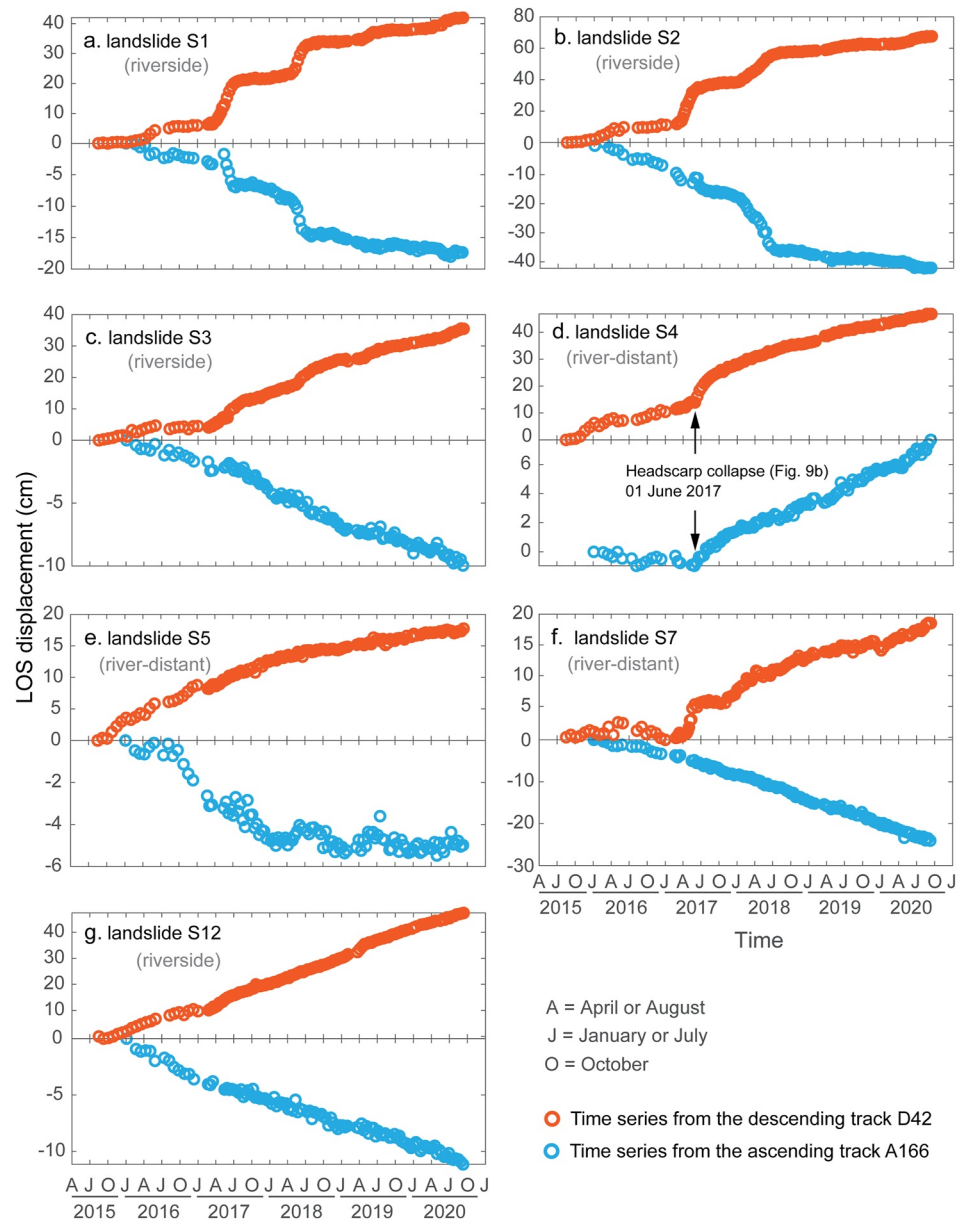 LOS displacement (cm)
a. landslide S1
(riverside)
40
30
20
10
0
-5
-10
-15
-20
b. landslide S2
(riverside)
80
60
40
20
0
-10
-20
-30
-40
c. landslide S3
(riverside)
40
30
20
10
0
-5
-10
d. landslide S4
(river-distant)
40
30
20
10
0
6
4
2
0
Headscarp collapse (Fig. 9b)
01 June 2017
e. landslide S5
(river-distant)
20
15
10
5
0
-2
-4
-6
f. landslide S7
(river-distant)
20
15
10
5
0
-10
-20
-30
A J O J A J O J A J O J A J O J A J O J A J O J
2015 2016 2017 2018 2019 2020
Time
g. landslide S12
(riverside)
40
30
20
10
0
-5
-10
A J O J A J O J A J O J A J O J A J O J A J O J
2015 2016 2017 2018 2019 2020
A = April or August
J = January or July
O = October
Time series from the descending track D42
Time series from the ascending track A166